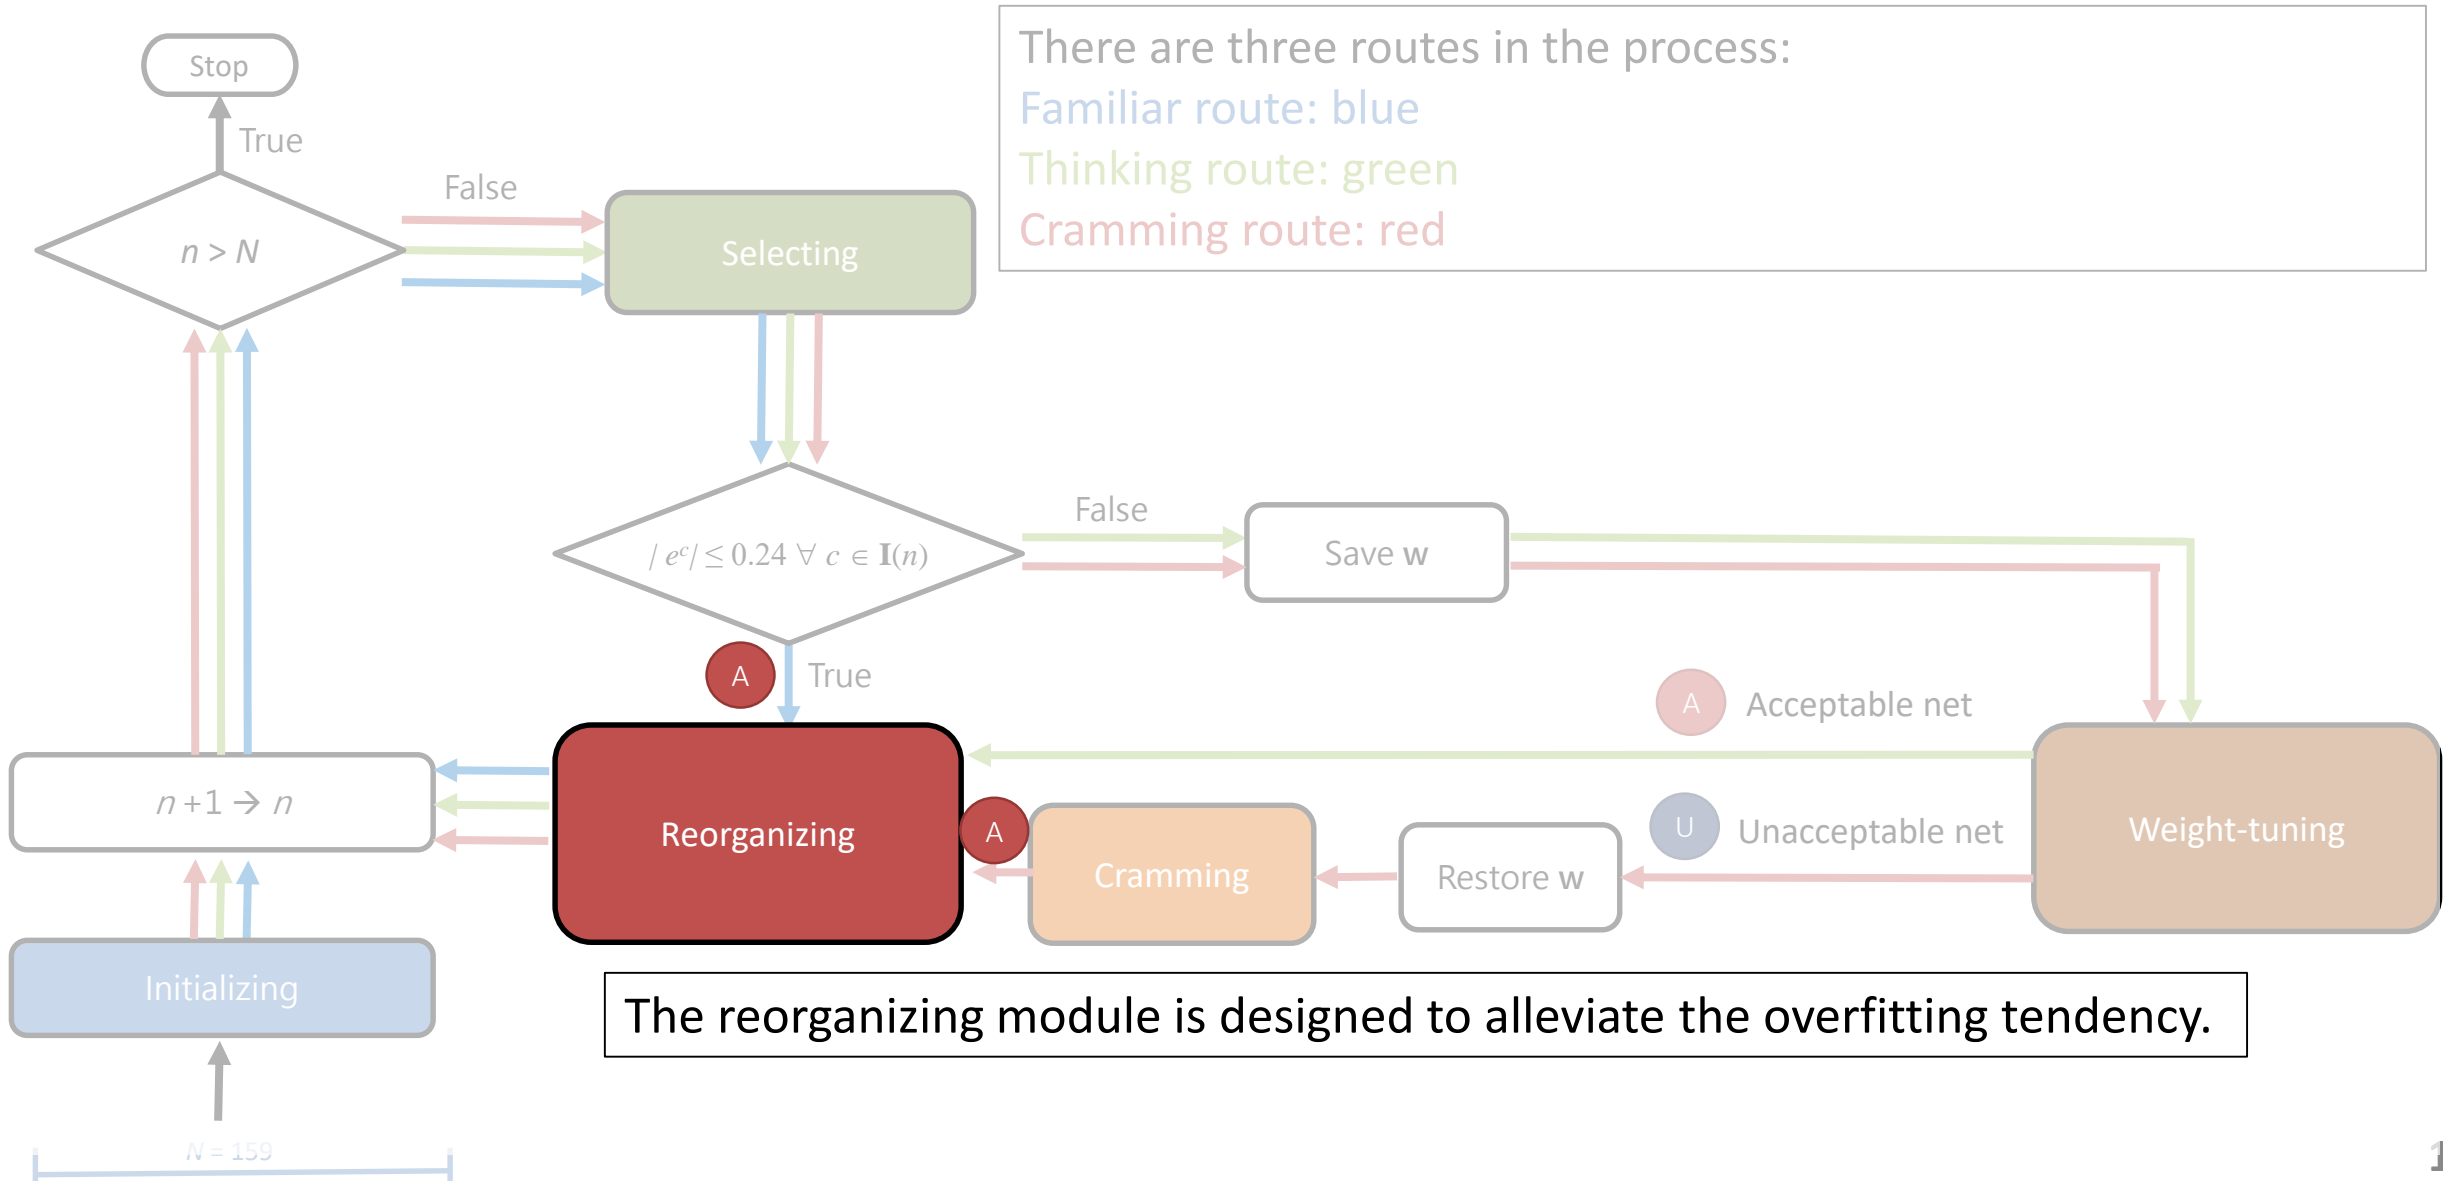 There are three routes in the process:
Familiar route: blue
Thinking route: green
Cramming route: red
Stop
True
False
n > N
Selecting
False
| e^c| ≤ 0.24 ∀ c ∈ I(n)
Save w
A
True
A Acceptable net
n +1 → n
Reorganizing
A
Cramming
Restore w
U Unacceptable net
Weight-tuning
Initializing
The reorganizing module is designed to alleviate the overfitting tendency.
N = 159